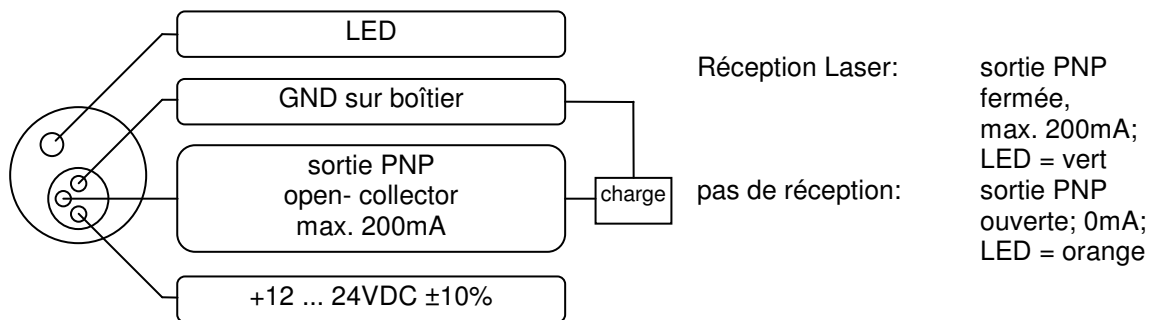 LED
GND sur boîtier
sortie PNP
open- collector
max. 200mA
charge
+12 ... 24VDC ±10%
Réception Laser:
sortie PNP
fermée,
max. 200mA;
LED = vert
pas de réception:
sortie PNP
ouverte; 0mA;
LED = orange